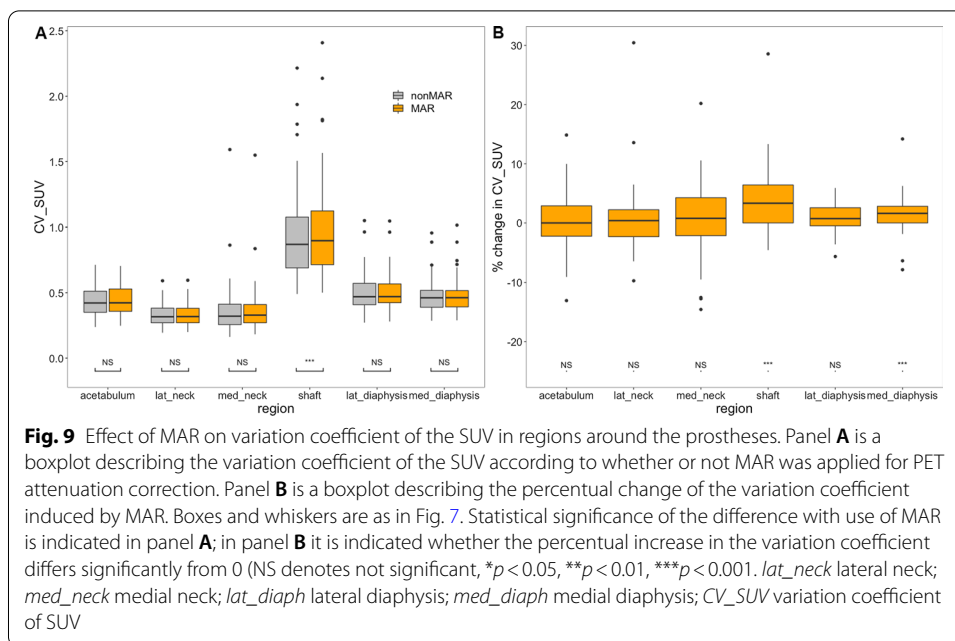 A
B
2.5
2.0
1.5
1.0
0.5
0.0
CV_SUV
nonMAR
MAR
NS NS NS *** NS NS
acetabulum lat_neck med_neck shaft lat_diaphysis med_diaphysis
region
30
20
10
0
-10
-20
% change in CV_SUV
NS NS NS *** NS ***
acetabulum lat_neck med_neck shaft lat_diaphysis med_diaphysis
region
Fig. 9 Effect of MAR on variation coefficient of the SUV in regions around the prostheses. Panel A is a
boxplot describing the variation coefficient of the SUV according to whether or not MAR was applied for PET
attenuation correction. Panel B is a boxplot describing the percentual change of the variation coefficient
induced by MAR. Boxes and whiskers are as in Fig. 7. Statistical significance of the difference with use of MAR
is indicated in panel A; in panel B it is indicated whether the percentual increase in the variation coefficient
differs significantly from 0 (NS denotes not significant, *p < 0.05, **p < 0.01, ***p < 0.001. lat_neck lateral neck;
med_neck medial neck; lat_diaph lateral diaphysis; med_diaph medial diaphysis; CV_SUV variation coefficient
of SUV